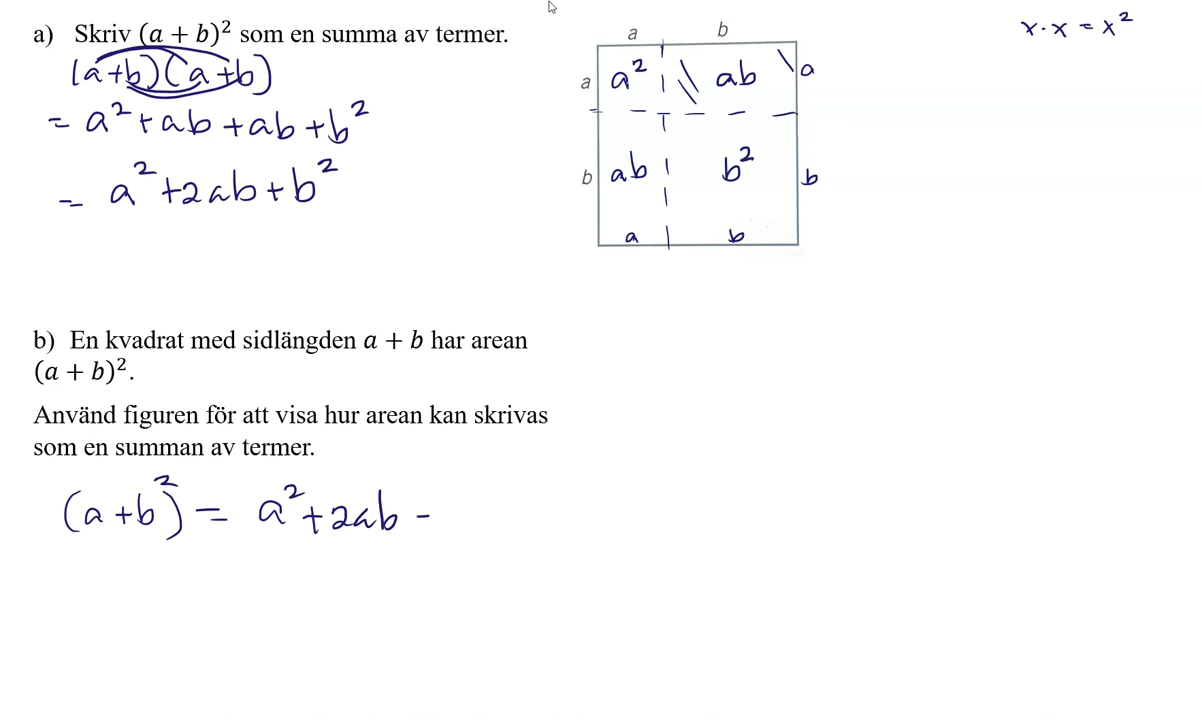 a) Skriv (a + b)² som en summa av termer.
(a+b)(a+b)
= a²+ab+ab+b²
= a²+2ab+b²
a b
a a² ab a
b ab b² b
a b
x·x = x²
b) En kvadrat med sidlängden a + b har arean
(a + b)².
Använd figuren för att visa hur arean kan skrivas
som en summan av termer.
(a+b)² = a²+2ab -